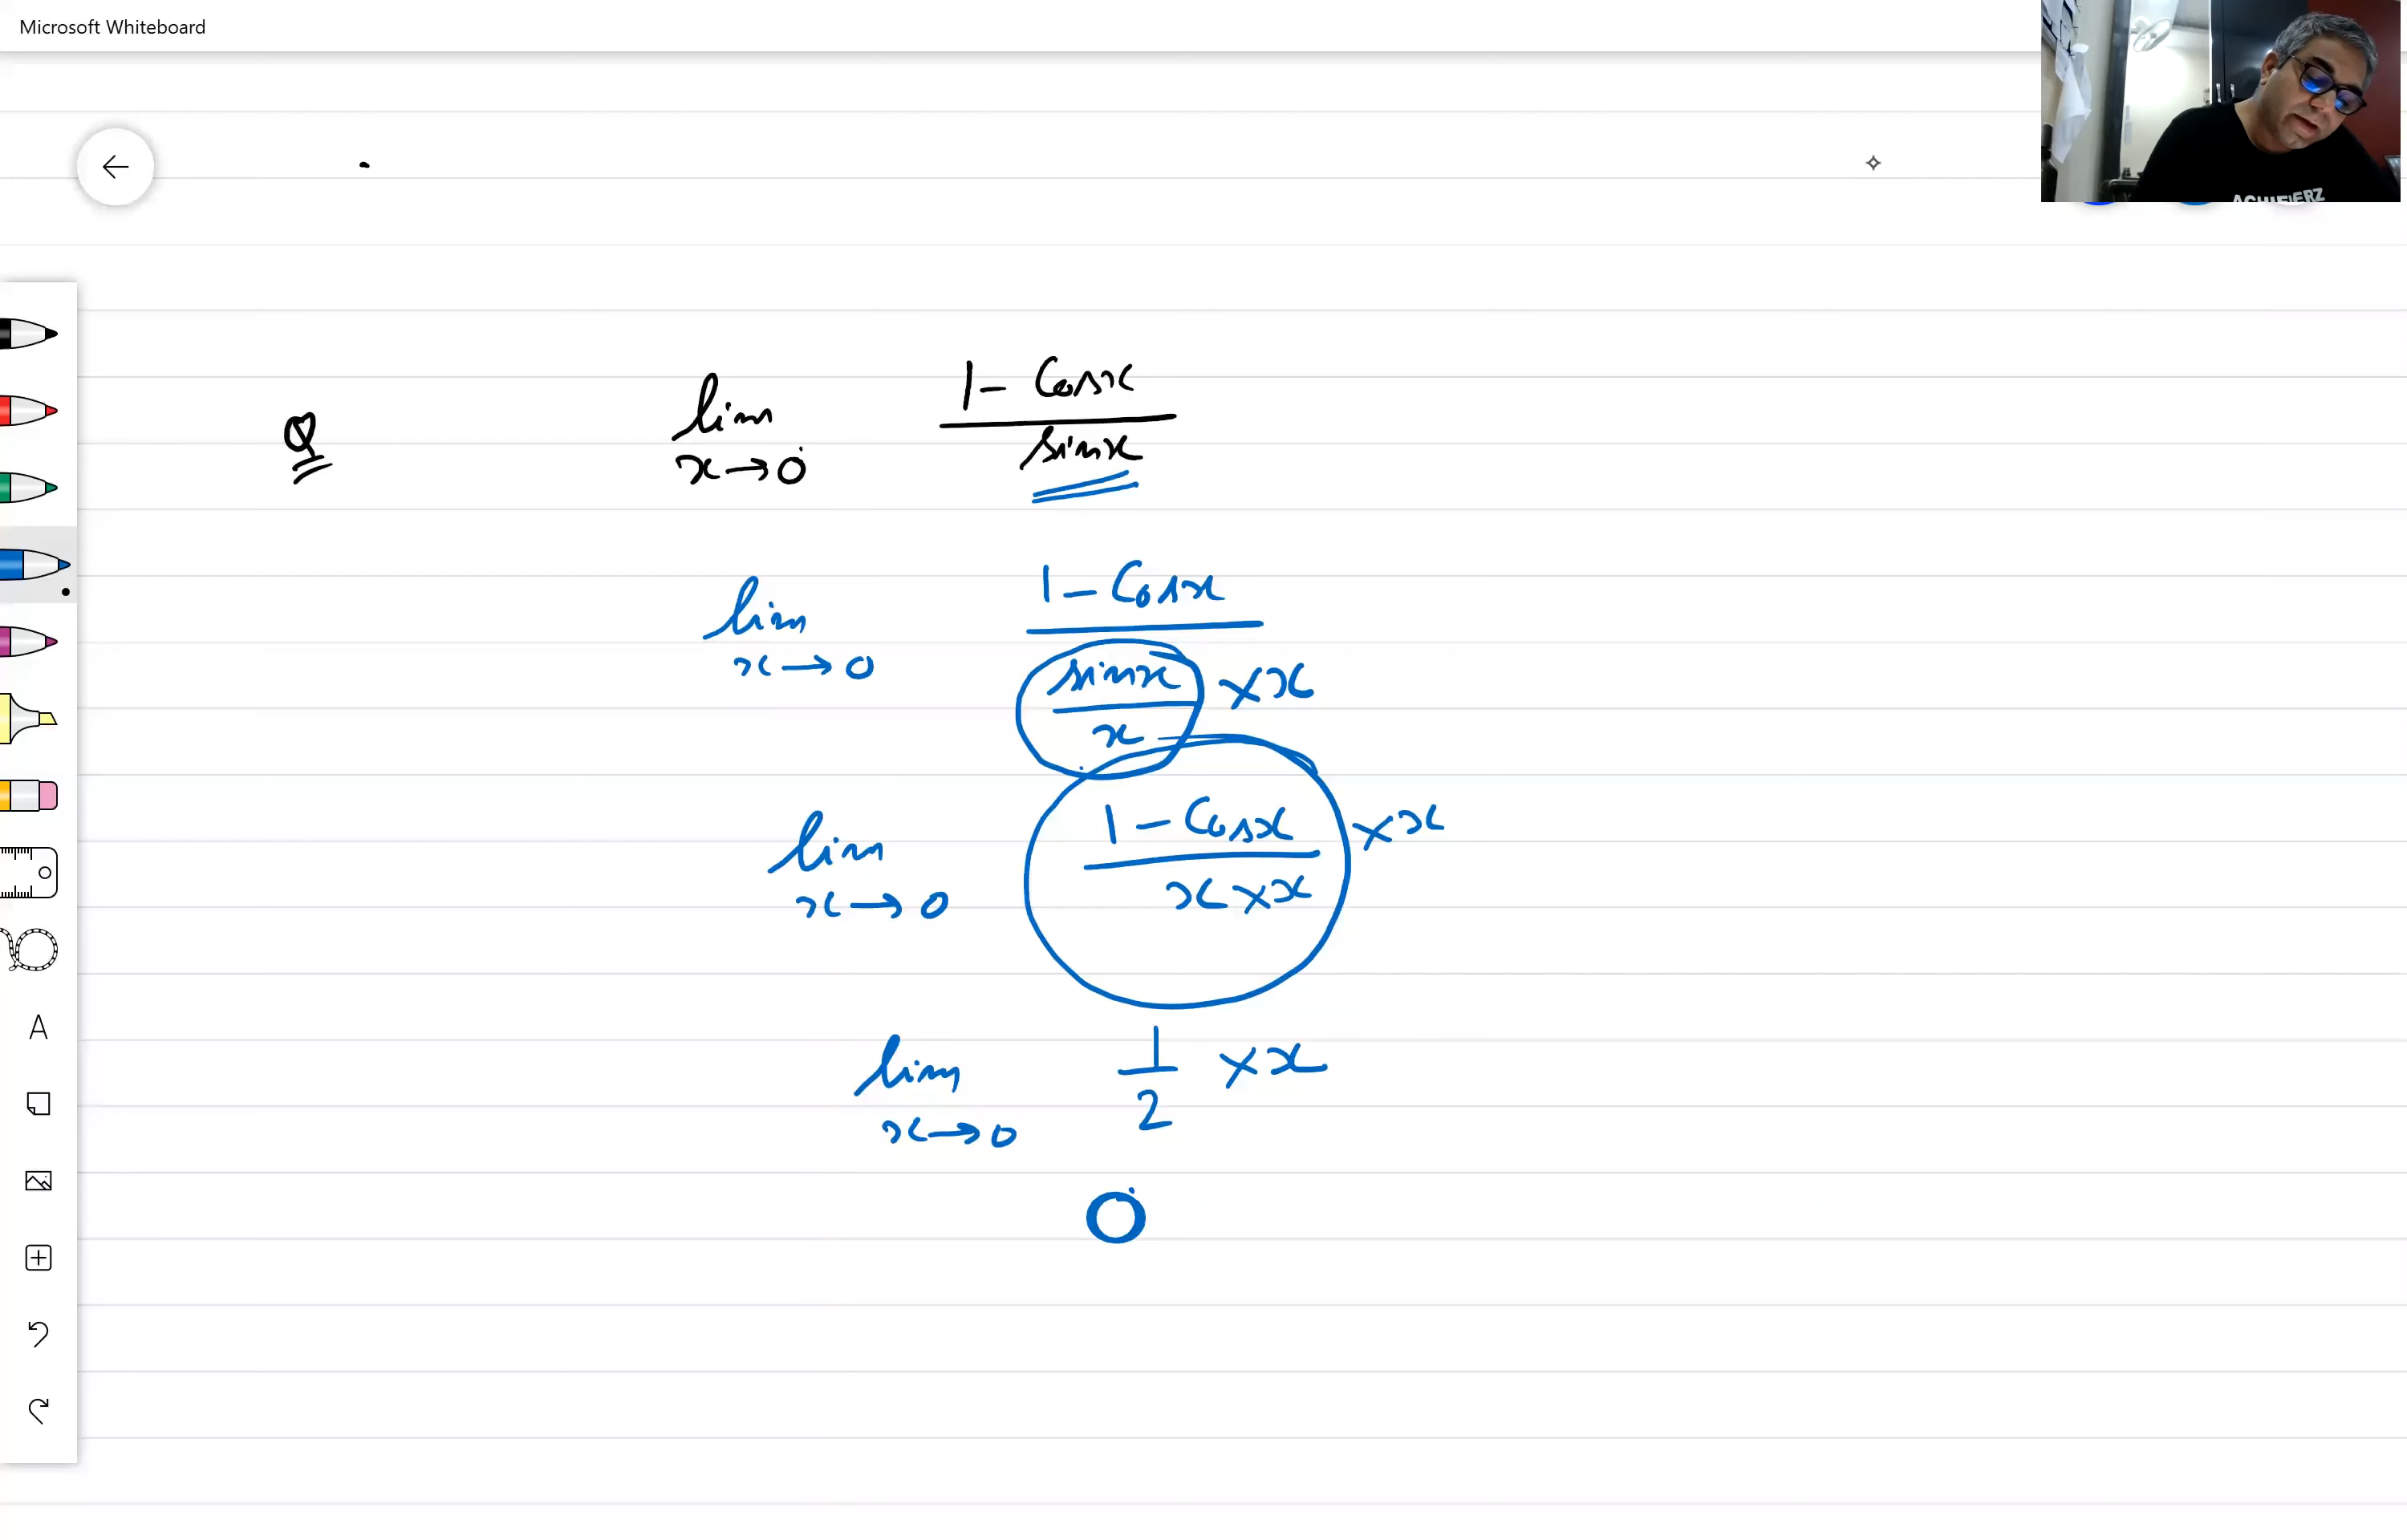 Microsoft Whiteboard
ACHIEVERZ
Q lim x→0 1 - Cosx / sinx
lim x→0 1 - Cosx / sinx / x × x
lim x→0 1 - Cosx / x × x × x
lim x→0 1 / 2 × x
0
A